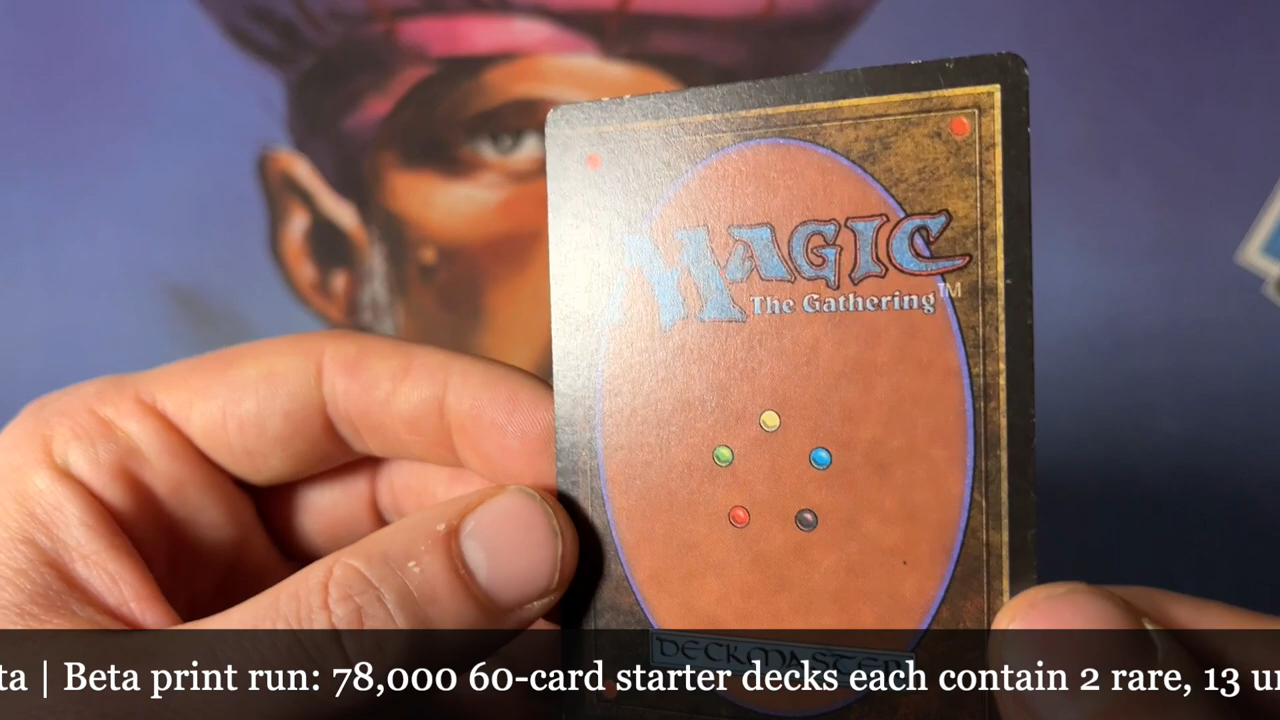 MAGIC
The Gathering™
DECKMASTER
ta | Beta print run: 78,000 60-card starter decks each contain 2 rare, 13 un